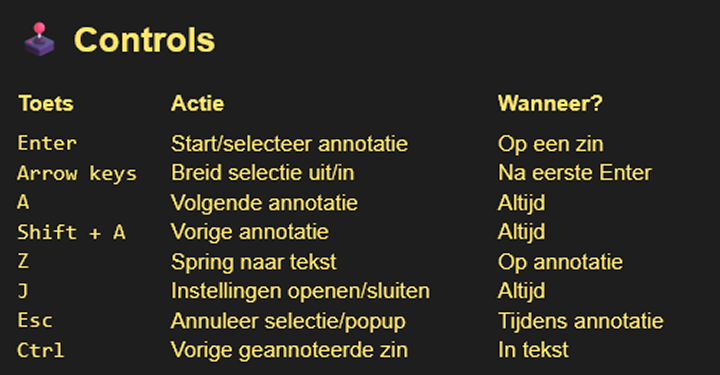 Controls
Toets Actie Wanneer?
Enter Start/selecteer annotatie Op een zin
Arrow keys Breid selectie uit/in Na eerste Enter
A Volgende annotatie Altijd
Shift + A Vorige annotatie Altijd
Z Spring naar tekst Op annotatie
J Instellingen openen/sluiten Altijd
Esc Annuleer selectie/popup Tijdens annotatie
Ctrl Vorige geannoteerde zin In tekst